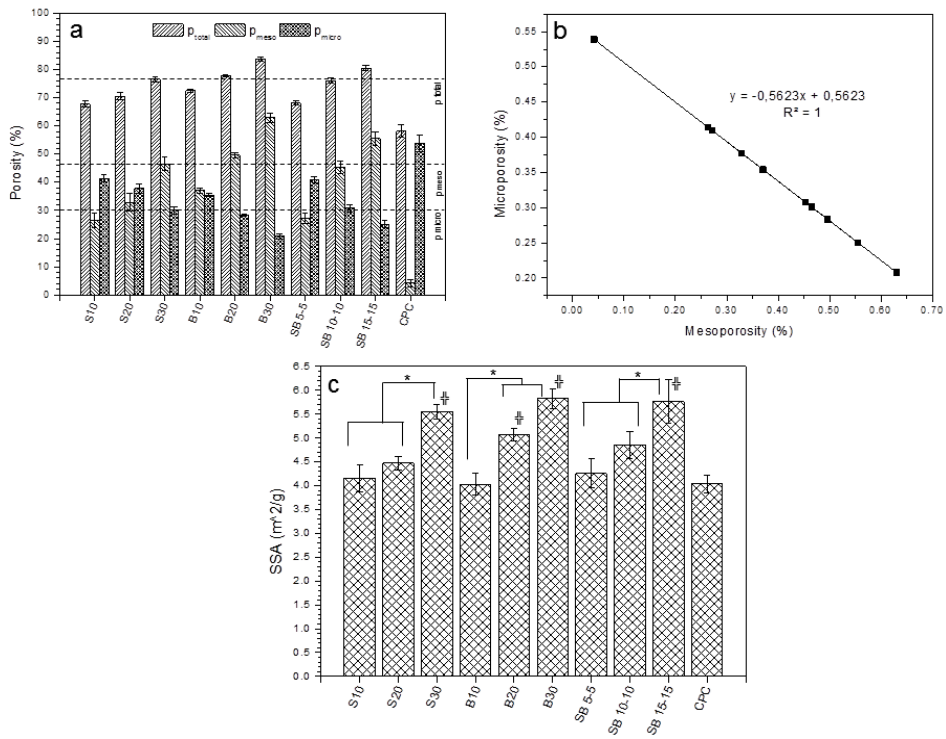 a
p total p meso p micro
100
90
80
70
60
50
40
30
20
10
0
Porosity (%)
p total
p meso
p micro
S10 S20 S30 B10 B20 B30 SB 5-5 SB 10-10 SB 15-15 CPC
b
0.55
0.50
0.45
0.40
0.35
0.30
0.25
0.20
Microporosity (%)
y = -0,5623x + 0,5623
R² = 1
0.00 0.10 0.20 0.30 0.40 0.50 0.60 0.70
Mesoporosity (%)
c
6.5
6.0
5.5
5.0
4.5
4.0
3.5
3.0
2.5
2.0
1.5
1.0
0.5
0.0
SSA (m^2/g)
* * *
╬ ╬ ╬ ╬
S10 S20 S30 B10 B20 B30 SB 5-5 SB 10-10 SB 15-15 CPC